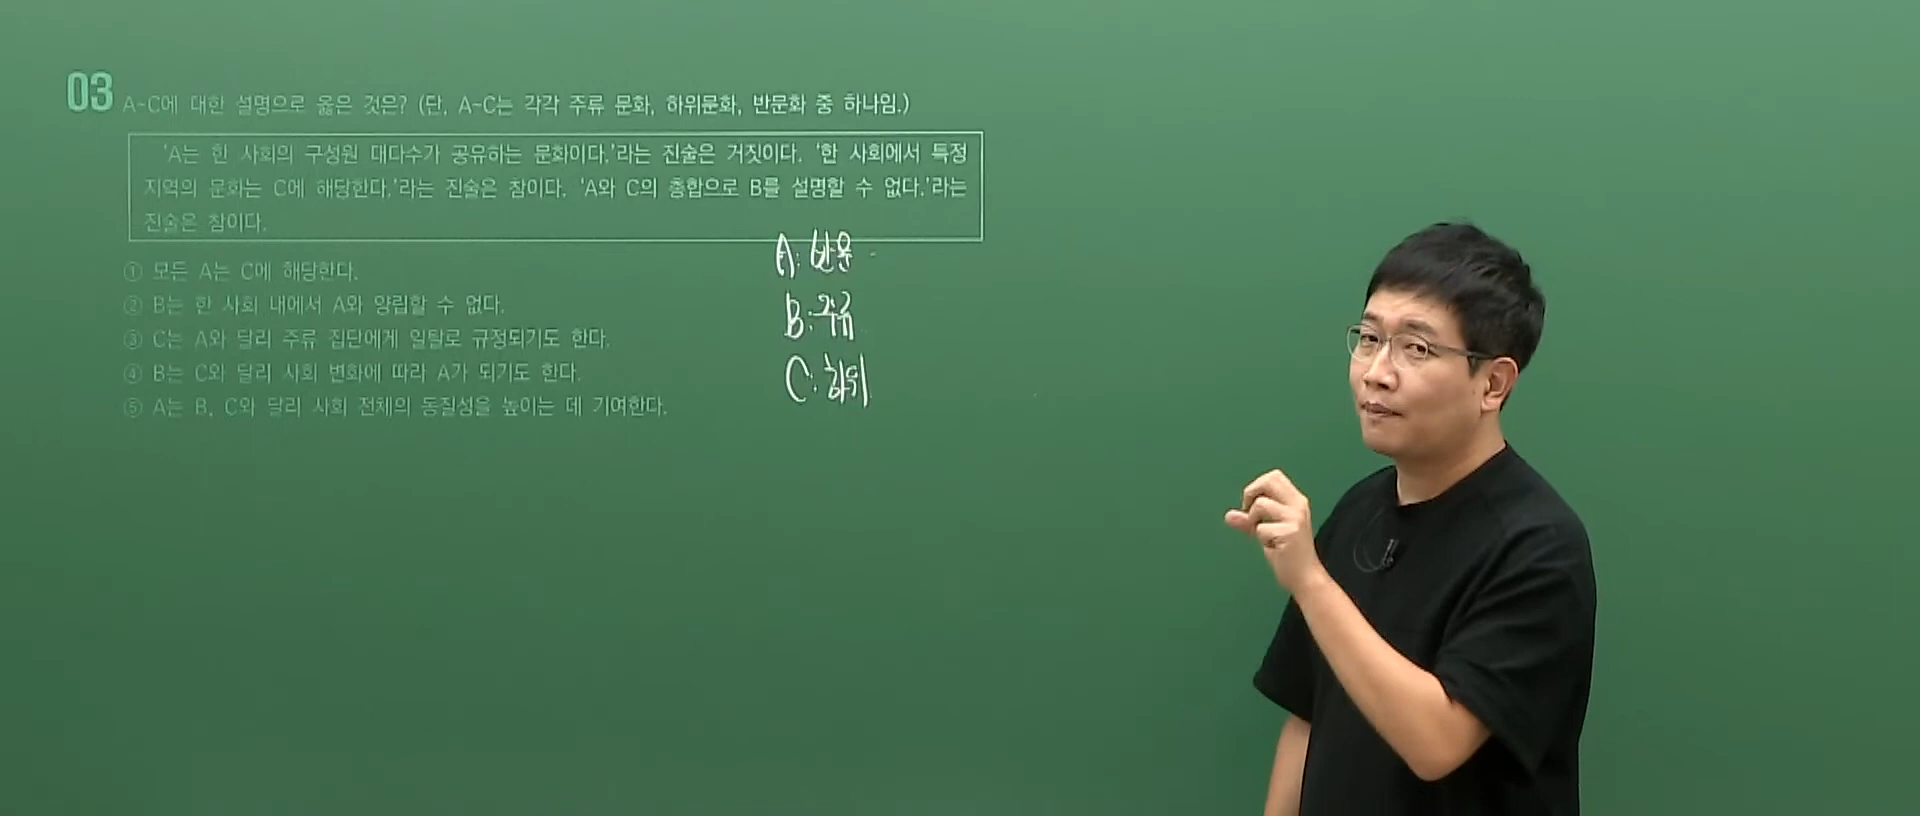 03 A~C에 대한 설명으로 옳은 것은? (단, A~C는 각각 주류 문화, 하위문화, 반문화 중 하나임.)
'A는 한 사회의 구성원 대다수가 공유하는 문화이다.'라는 진술은 거짓이다. '한 사회에서 특정
지역의 문화는 C에 해당한다.'라는 진술은 참이다. 'A와 C의 총합으로 B를 설명할 수 없다.'라는
진술은 참이다.
① 모든 A는 C에 해당한다.
② B는 한 사회 내에서 A와 양립할 수 없다.
③ C는 A와 달리 주류 집단에게 일탈로 규정되기도 한다.
④ B는 C와 달리 사회 변화에 따라 A가 되기도 한다.
⑤ A는 B, C와 달리 사회 전체의 동질성을 높이는 데 기여한다.
A: 반문
B: 주류
C: 하위